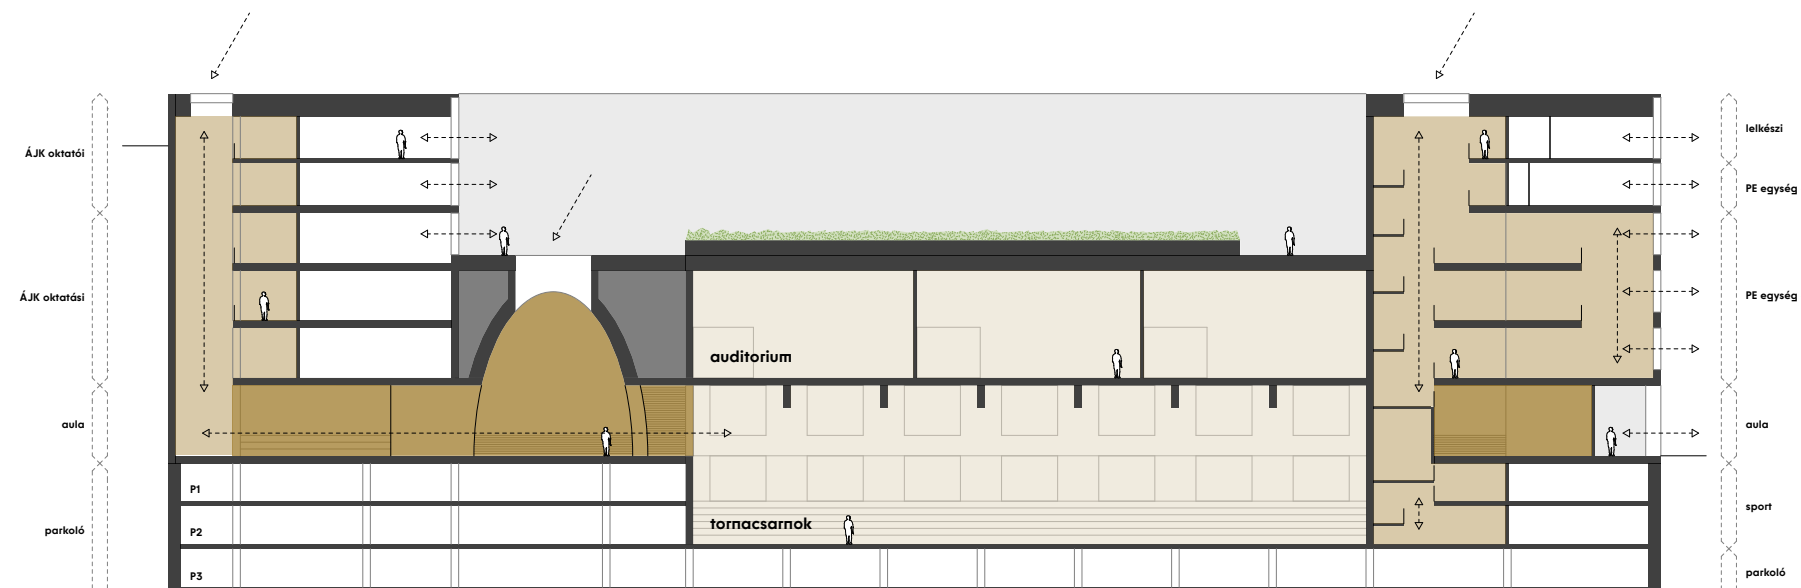 ÁJK oktatói
ÁJK oktatási
aula
parkoló
P1
P2
P3
auditorium
tornacsarnok
lelkészi
PE egység
PE egység
aula
sport
parkoló